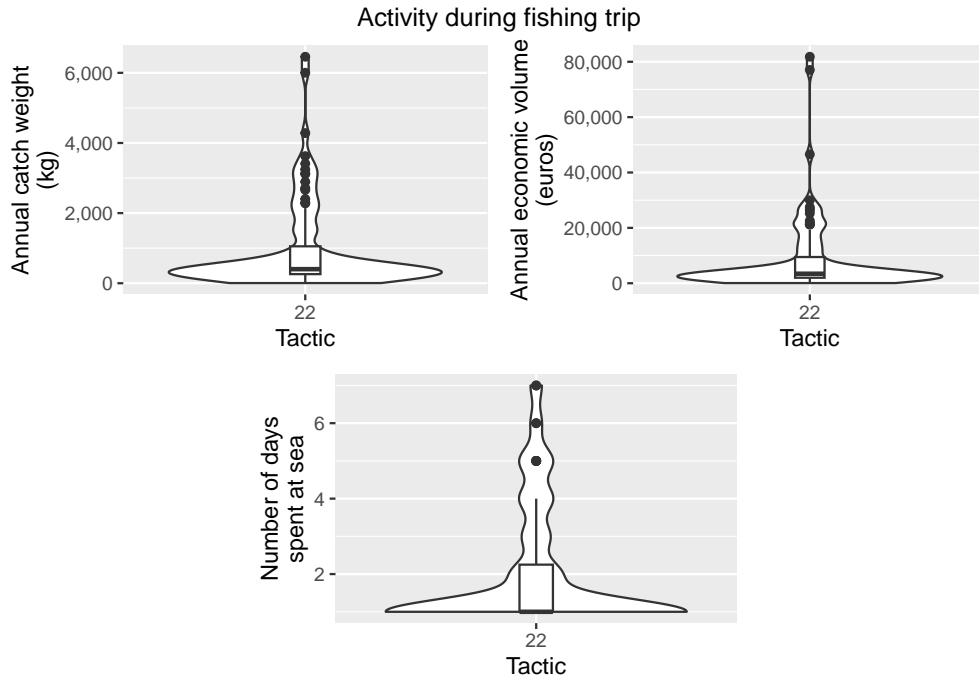 Activity during fishing trip
Annual catch weight
(kg)
6,000
4,000
2,000
0
22
Tactic
Annual economic volume
(euros)
80,000
60,000
40,000
20,000
0
22
Tactic
Number of days
spent at sea
6
4
2
22
Tactic